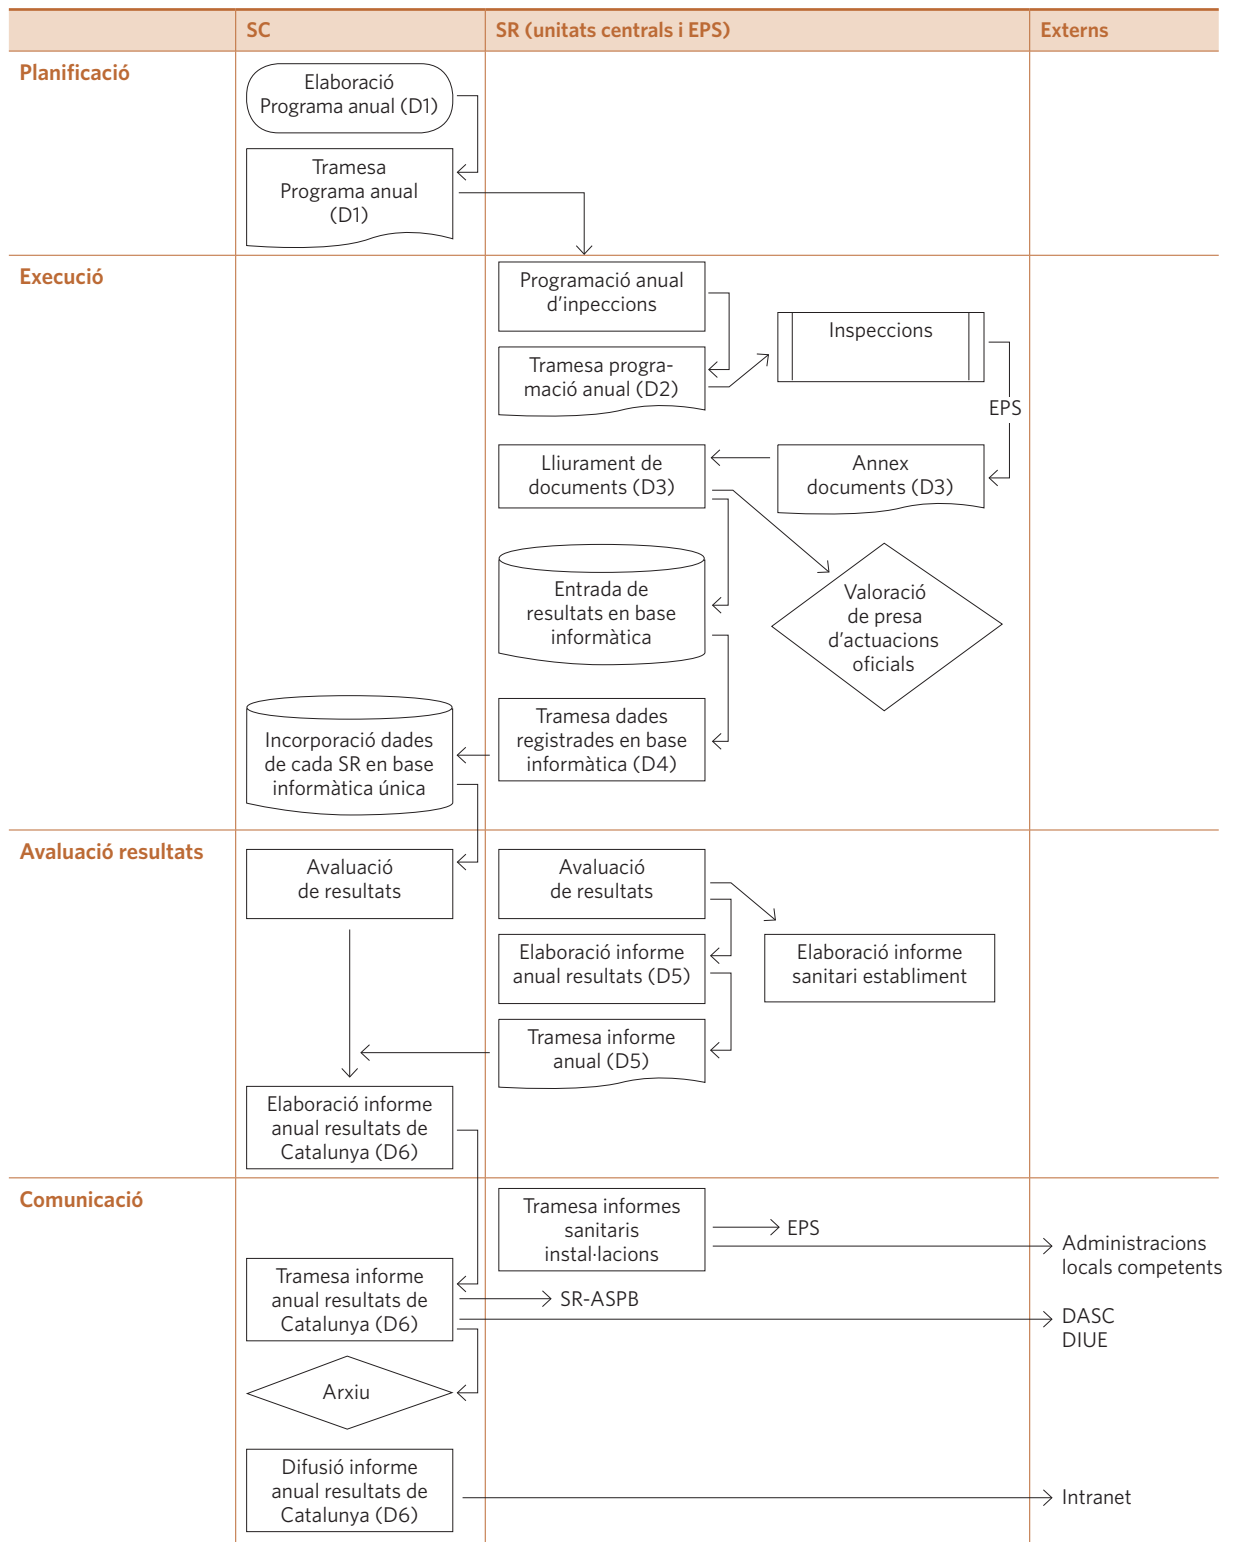 SC
SR (unitats centrals i EPS)
Externs
Planificació
Elaboració
Programa anual (D1)
Tramesa
Programa anual
(D1)
Execució
Programació anual
d'inpeccions
Inspeccions
Tramesa progra-
mació anual (D2)
EPS
Lliurament de
documents (D3)
Annex
documents (D3)
Entrada de
resultats en base
informàtica
Valoració
de presa
d'actuacions
oficials
Tramesa dades
registrades en base
informàtica (D4)
Incorporació dades
de cada SR en base
informàtica única
Avaluació resultats
Avaluació
de resultats
Avaluació
de resultats
Elaboració informe
anual resultats (D5)
Elaboració informe
sanitari establiment
Tramesa informe
anual (D5)
Elaboració informe
anual resultats de
Catalunya (D6)
Comunicació
Tramesa informes
sanitaris
instal·lacions
EPS
Administracions
locals competents
Tramesa informe
anual resultats de
Catalunya (D6)
SR-ASPB
DASC
DIUE
Arxiu
Difusió informe
anual resultats de
Catalunya (D6)
Intranet